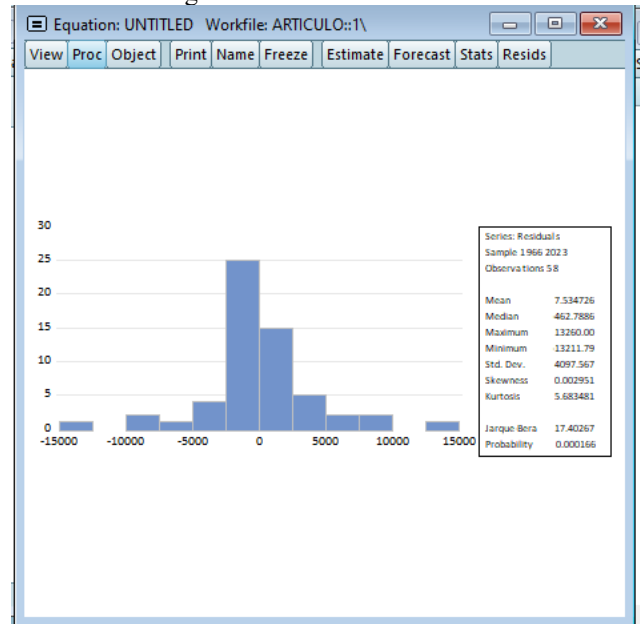 Equation: UNTITLED Workfile: ARTICULO::1\
View Proc Object Print Name Freeze Estimate Forecast Stats Resids
30
25
20
15
10
5
0
-15000 -10000 -5000 0 5000 10000 15000
Series: Residuals
Sample 1966 2023
Observations 58
Mean 7.534726
Median 462.7886
Maximum 13260.00
Minimum -13211.79
Std. Dev. 4097.567
Skewness 0.002951
Kurtosis 5.683481
Jarque-Bera 17.40267
Probability 0.000166